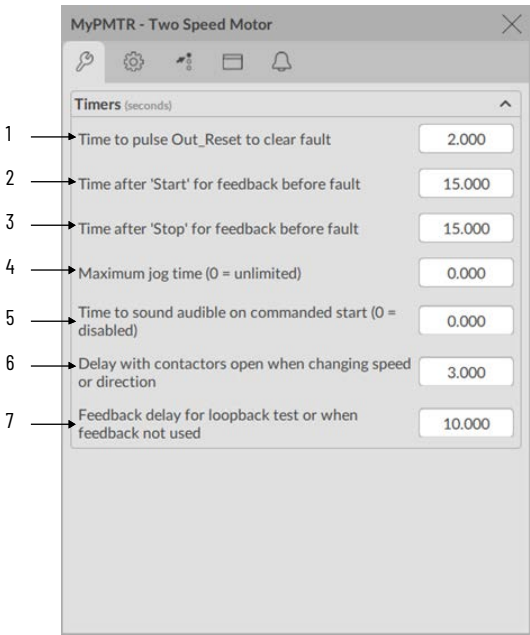 MyPMTR - Two Speed Motor
Timers (seconds)
1 Time to pulse Out_Reset to clear fault 2.000
2 Time after 'Start' for feedback before fault 15.000
3 Time after 'Stop' for feedback before fault 15.000
4 Maximum jog time (0 = unlimited) 0.000
5 Time to sound audible on commanded start (0 =
disabled) 0.000
6 Delay with contactors open when changing speed
or direction 3.000
7 Feedback delay for loopback test or when
feedback not used 10.000